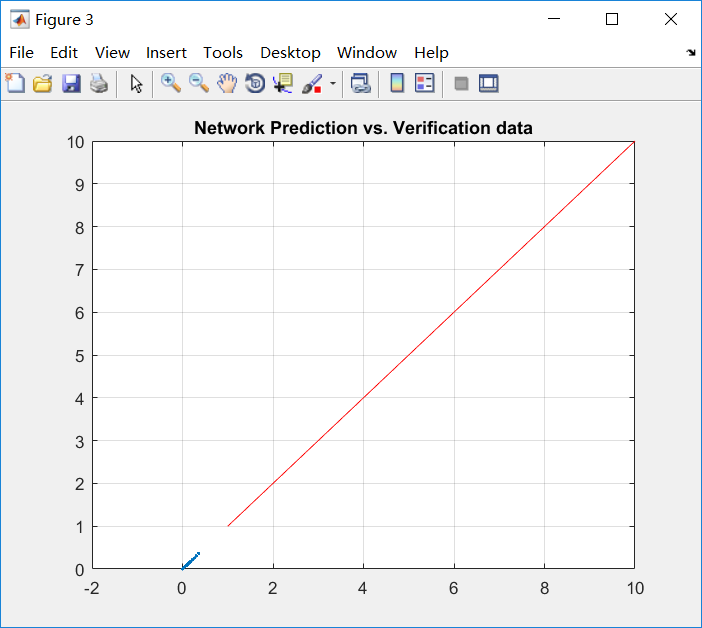 Figure 3
File Edit View Insert Tools Desktop Window Help
Network Prediction vs. Verification data
10
9
8
7
6
5
4
3
2
1
0
-2 0 2 4 6 8 10